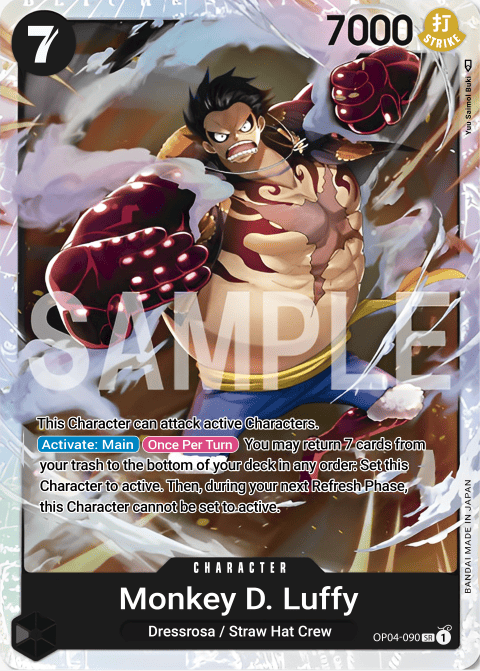 7
7000
打
STRIKE
Yuu Saimoi Buki
SAMPLE
This Character can attack active Characters.
Activate: Main Once Per Turn You may return 7 cards from
your trash to the bottom of your deck in any order: Set this
Character to active. Then, during your next Refresh Phase,
this Character cannot be set to active.
BANDAI MADE IN JAPAN
CHARACTER
Monkey D. Luffy
Dressrosa / Straw Hat Crew
OP04-090 SR 1